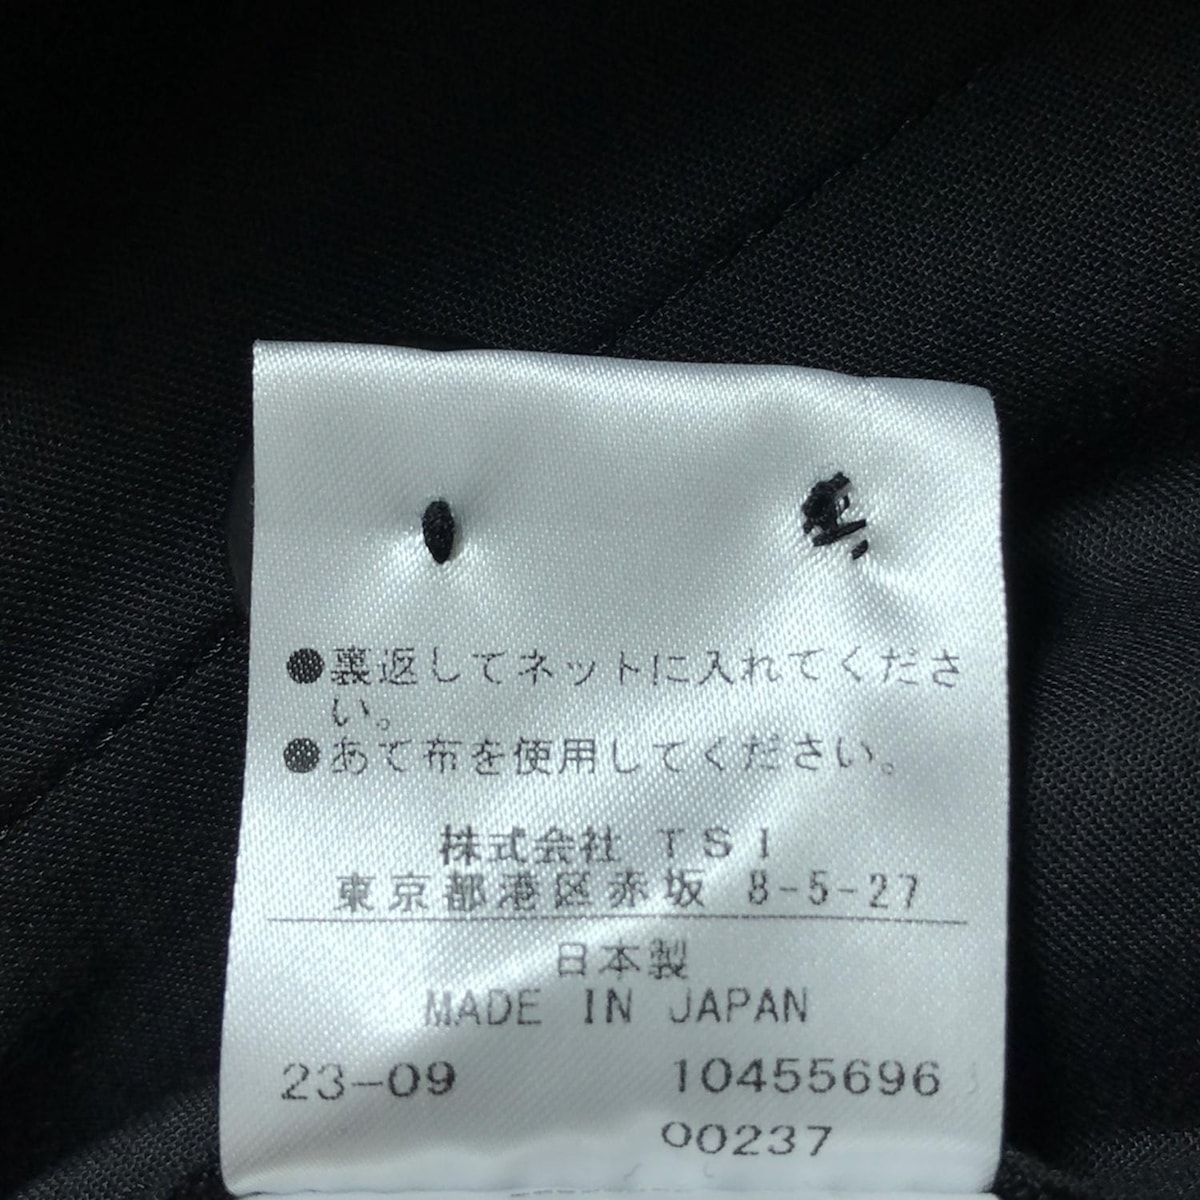 ●裏返してネットに入れてくださ
い。
●あて布を使用してください。
株式会社 TSI
東京都港区赤坂 8-5-27
日本製
MADE IN JAPAN
23-09 10455696
00237